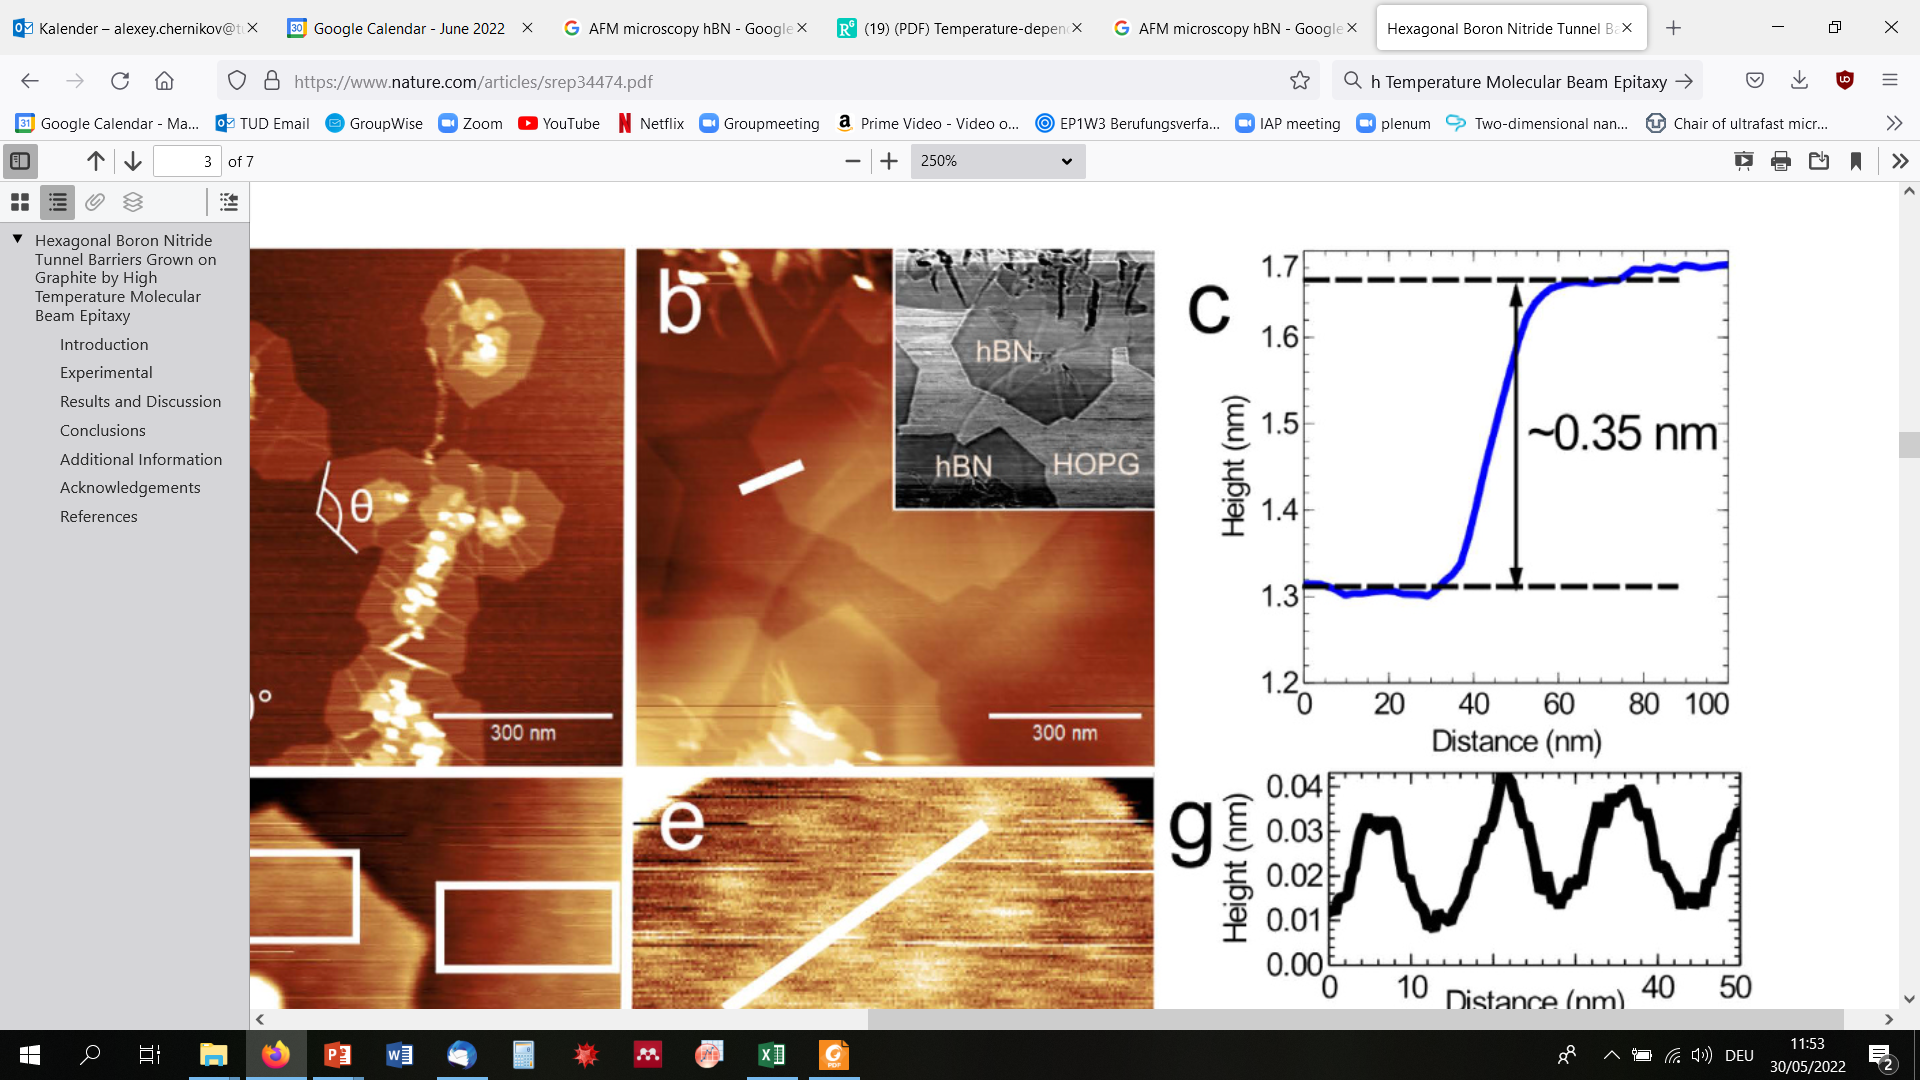 Kalender – alexey.chernikov@tu
Google Calendar - June 2022
AFM microscopy hBN - Google
(19) (PDF) Temperature-depen
AFM microscopy hBN - Google
Hexagonal Boron Nitride Tunnel Ba
https://www.nature.com/articles/srep34474.pdf
h Temperature Molecular Beam Epitaxy
Google Calendar - Ma...
TUD Email
GroupWise
Zoom
YouTube
Netflix
Groupmeeting
Prime Video - Video o...
EP1W3 Berufungsverfa...
IAP meeting
plenum
Two-dimensional nan...
Chair of ultrafast micr...
3 of 7
250%
Hexagonal Boron Nitride
Tunnel Barriers Grown on
Graphite by High
Temperature Molecular
Beam Epitaxy
Introduction
Experimental
Results and Discussion
Conclusions
Additional Information
Acknowledgements
References
θ
300 nm
b
hBN
hBN
HOPG
300 nm
c
Height (nm)
1.7
1.6
1.5
1.4
1.3
1.2
~0.35 nm
0 20 40 60 80 100
Distance (nm)
e
g
Height (nm)
0.04
0.03
0.02
0.01
0.00
0 10 40 50
Distance (nm)
DEU
11:53
30/05/2022
2